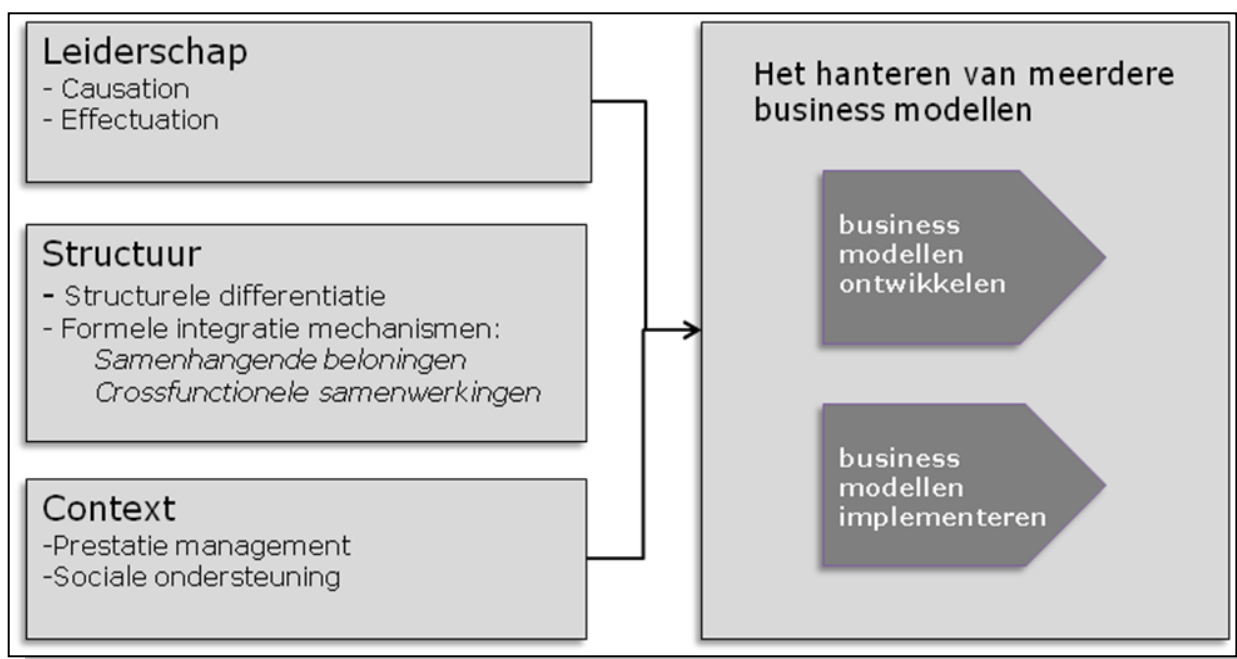 Leiderschap
- Causation
- Effectuation
Structuur
- Structurele differentiatie
- Formele integratie mechanismen:
Samenhangende beloningen
Crossfunctionele samenwerkingen
Context
-Prestatie management
-Sociale ondersteuning
Het hanteren van meerdere
business modellen
business
modellen
ontwikkelen
business
modellen
implementeren